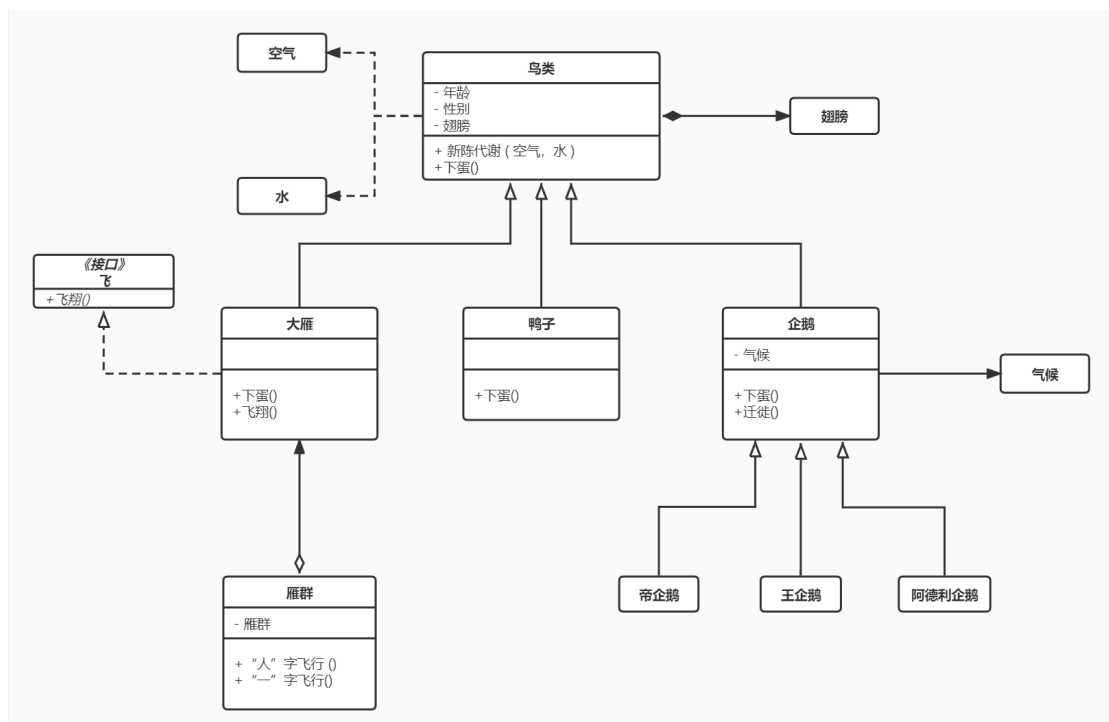 空气
鸟类
- 年龄
- 性别
- 翅膀
+ 新陈代谢 ( 空气，水 )
+下蛋()
翅膀
水
《接口》
飞
+飞翔()
大雁
+下蛋()
+飞翔()
鸭子
+下蛋()
企鹅
- 气候
+下蛋()
+迁徙()
气候
雁群
- 雁群
+ “人”字飞行 ()
+ “一”字飞行()
帝企鹅
王企鹅
阿德利企鹅